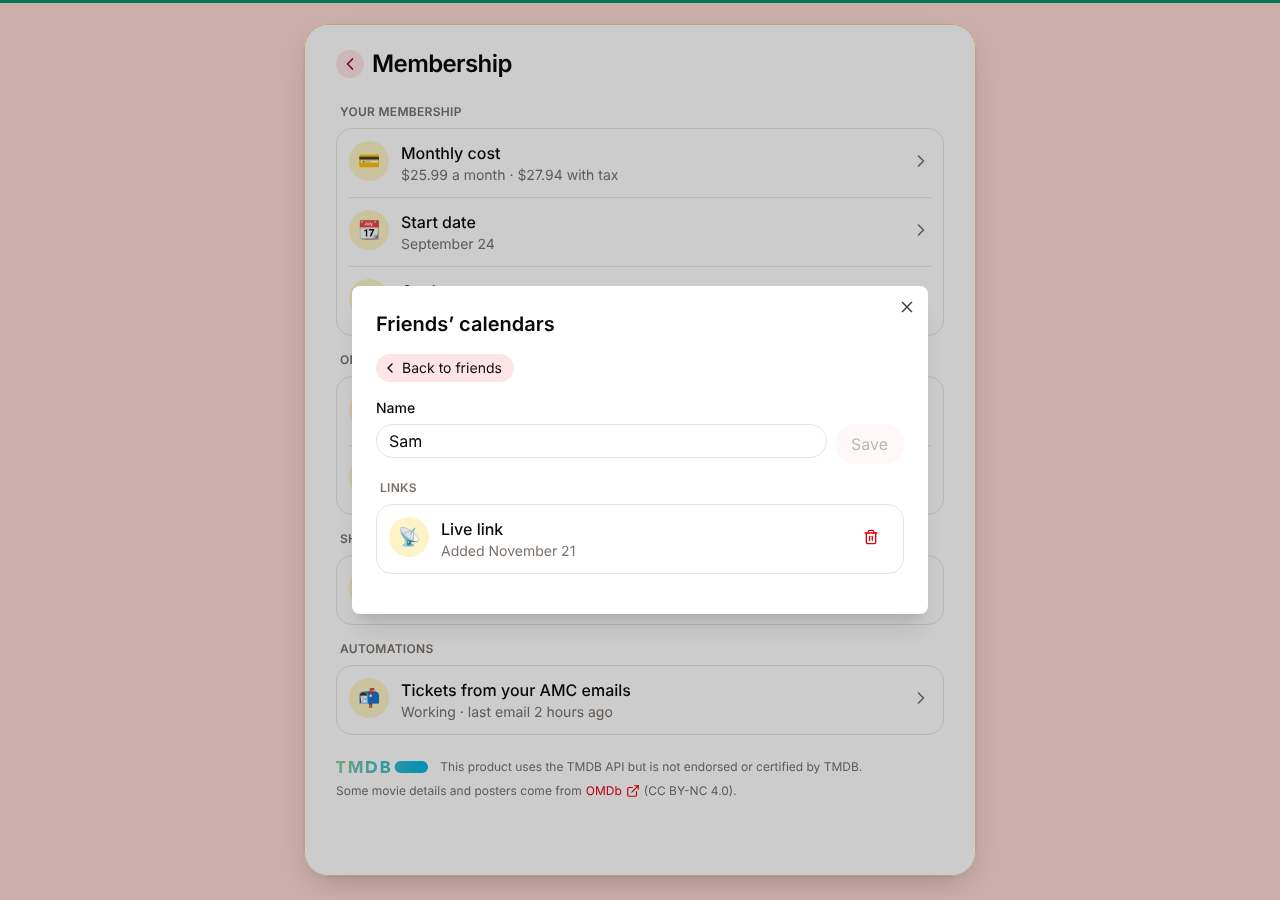 Membership
YOUR MEMBERSHIP
Monthly cost
$25.99 a month · $27.94 with tax
Start date
September 24
Friends’ calendars
Back to friends
Name
Sam
Save
LINKS
Live link
Added November 21
AUTOMATIONS
Tickets from your AMC emails
Working · last email 2 hours ago
TMDB This product uses the TMDB API but is not endorsed or certified by TMDB.
Some movie details and posters come from OMDb (CC BY-NC 4.0).